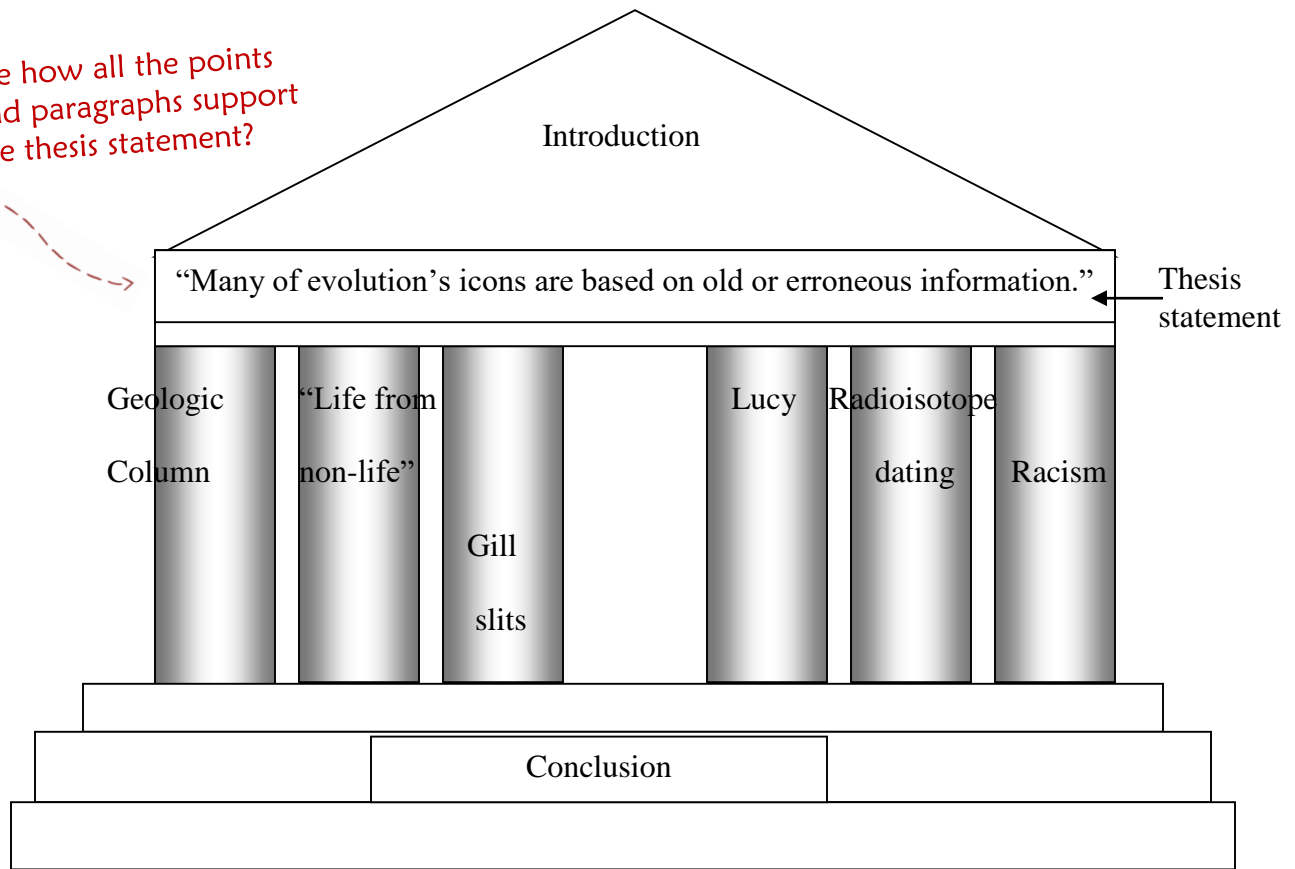 how all the points
paragraphs support
thesis statement?
Introduction
“Many of evolution’s icons are based on old or erroneous information.”
Thesis
statement
Geologic
Column
“Life from
non-life”
Gill
slits
Lucy
Radioisotope
dating
Racism
Conclusion